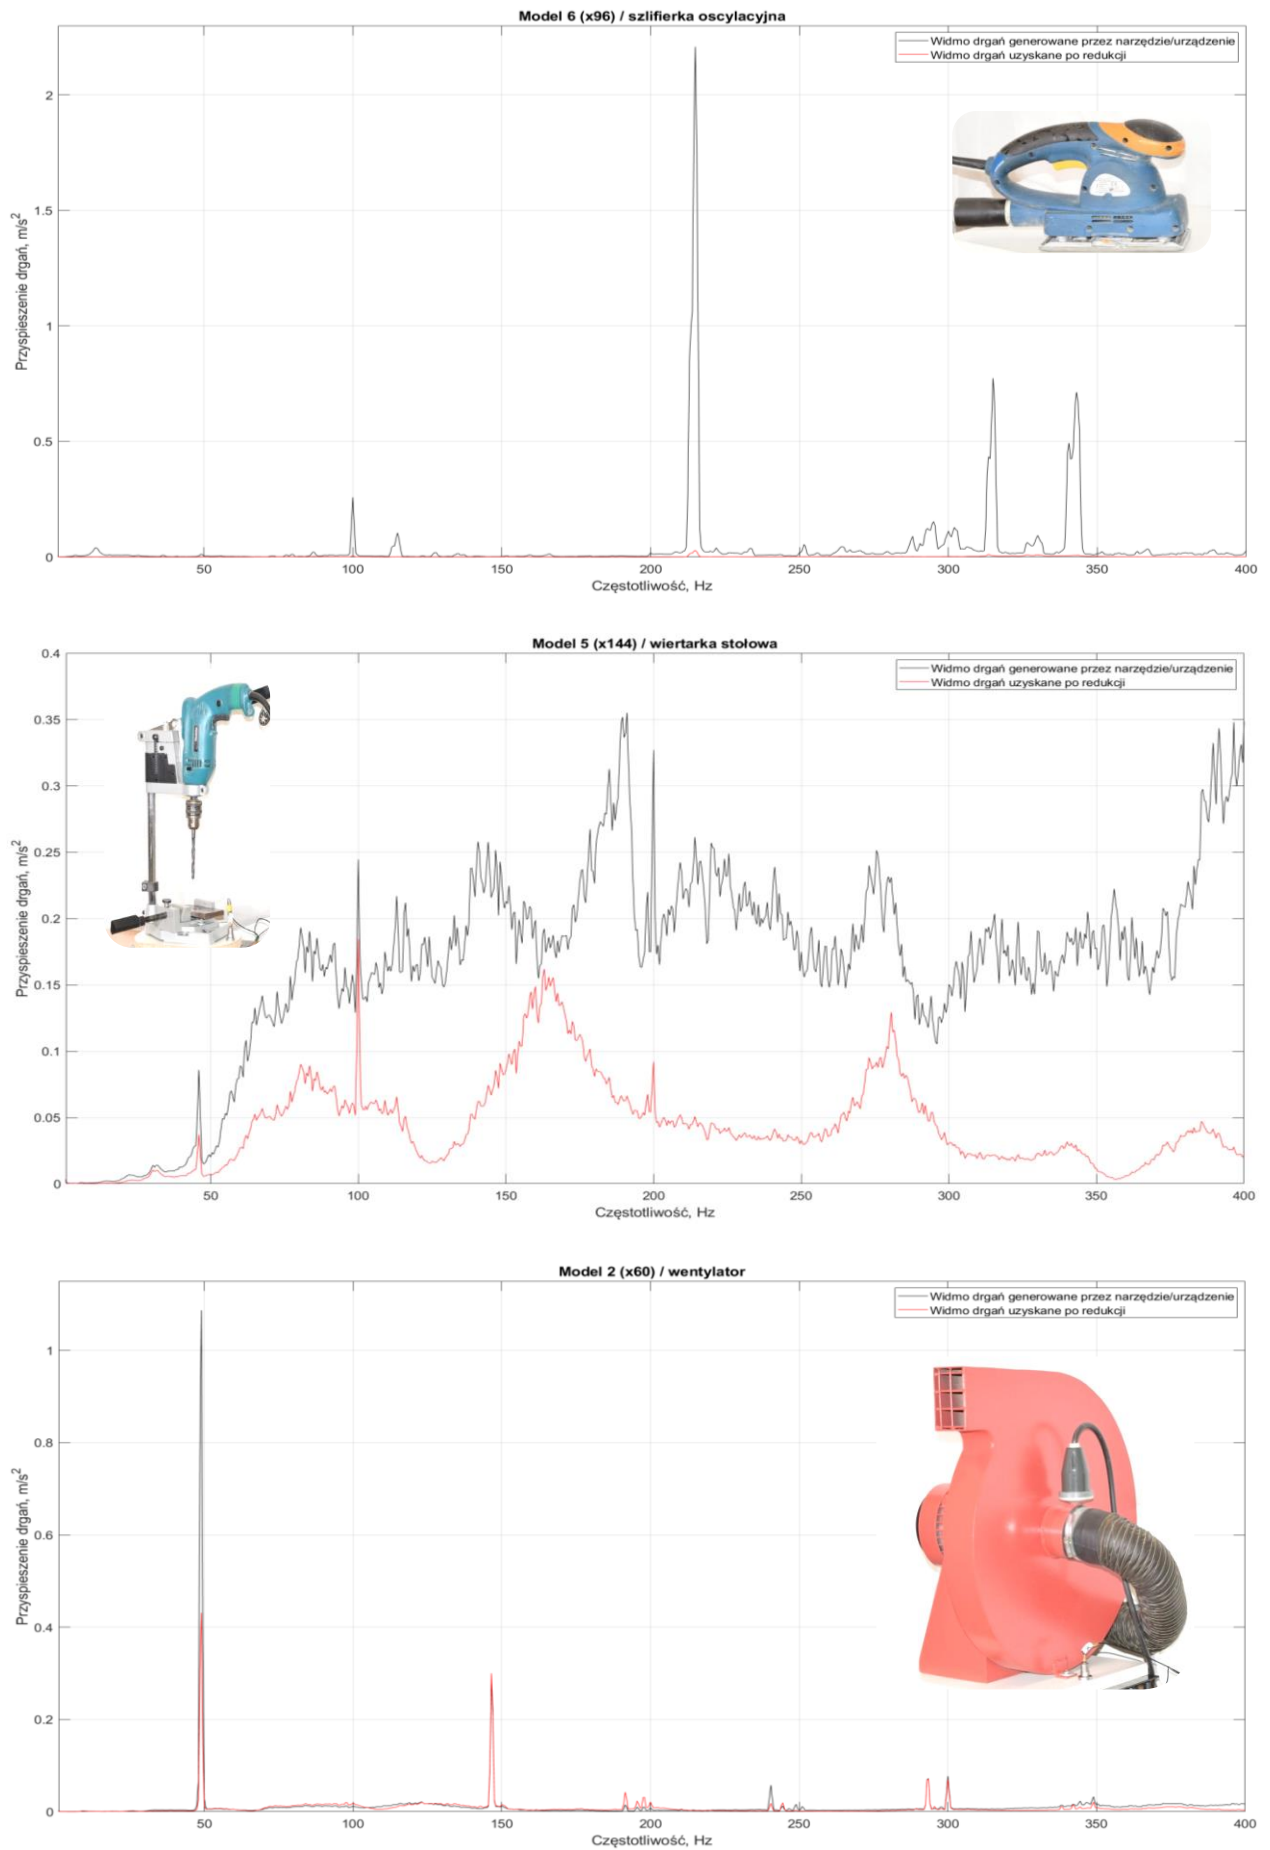 Model 6 (x96) / szlifierka oscylacyjna
Widmo drgań generowane przez narzędzie/urządzenie
Widmo drgań uzyskane po redukcji
Przyspieszenie drgań, m/s²
2
1.5
1
0.5
0
50 100 150 200 250 300 350 400
Częstotliwość, Hz
Model 5 (x144) / wiertarka stołowa
Widmo drgań generowane przez narzędzie/urządzenie
Widmo drgań uzyskane po redukcji
Przyspieszenie drgań, m/s²
0.4
0.35
0.3
0.25
0.2
0.15
0.1
0.05
0
50 100 150 200 250 300 350 400
Częstotliwość, Hz
Model 2 (x60) / wentylator
Widmo drgań generowane przez narzędzie/urządzenie
Widmo drgań uzyskane po redukcji
Przyspieszenie drgań, m/s²
1
0.8
0.6
0.4
0.2
0
50 100 150 200 250 300 350 400
Częstotliwość, Hz